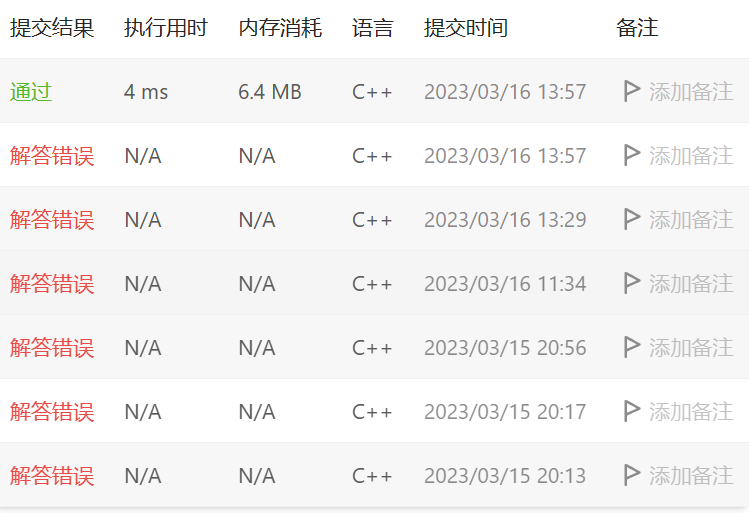 提交结果 执行用时 内存消耗 语言 提交时间 备注
通过 4 ms 6.4 MB C++ 2023/03/16 13:57 添加备注
解答错误 N/A N/A C++ 2023/03/16 13:57 添加备注
解答错误 N/A N/A C++ 2023/03/16 13:29 添加备注
解答错误 N/A N/A C++ 2023/03/16 11:34 添加备注
解答错误 N/A N/A C++ 2023/03/15 20:56 添加备注
解答错误 N/A N/A C++ 2023/03/15 20:17 添加备注
解答错误 N/A N/A C++ 2023/03/15 20:13 添加备注